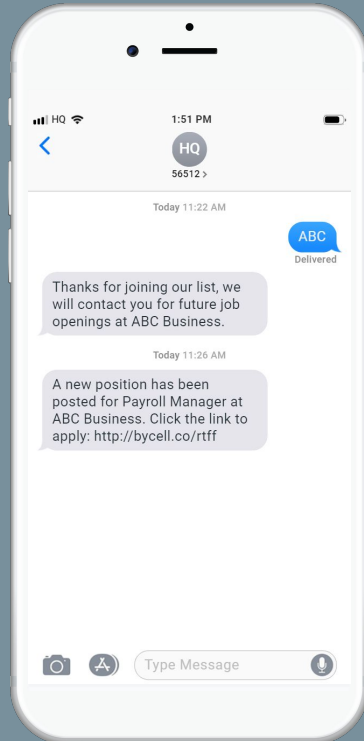 HQ
1:51 PM
HQ
56512 >
Today 11:22 AM
ABC
Delivered
Thanks for joining our list, we
will contact you for future job
openings at ABC Business.
Today 11:26 AM
A new position has been
posted for Payroll Manager at
ABC Business. Click the link to
apply: http://bycell.co/rtff
Type Message